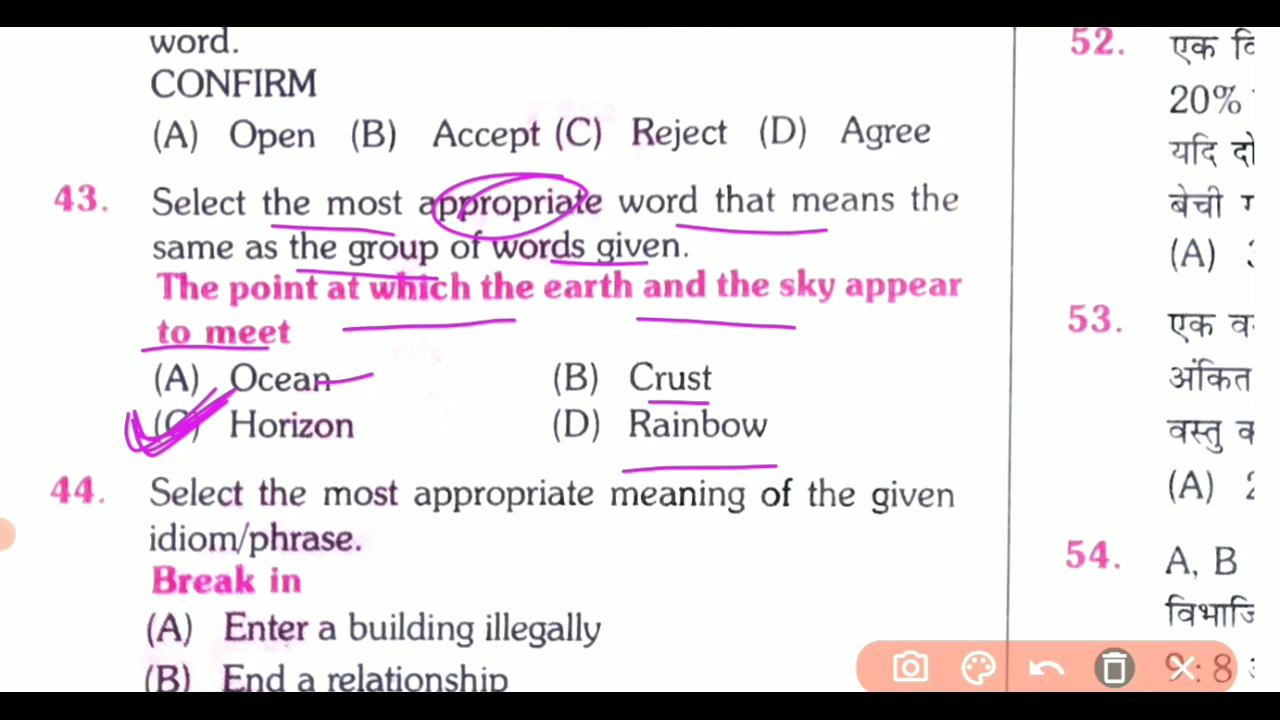 word.
CONFIRM
(A) Open (B) Accept (C) Reject (D) Agree
43. Select the most appropriate word that means the
same as the group of words given.
The point at which the earth and the sky appear
to meet
(A) Ocean (B) Crust
(C) Horizon (D) Rainbow
44. Select the most appropriate meaning of the given
idiom/phrase.
Break in
(A) Enter a building illegally
(B) End a relationship
52. एक
20%
यदि दो
बेची
(A)
53. एक
अंकित
वस्तु
(A)
54. A, B
9 : 8